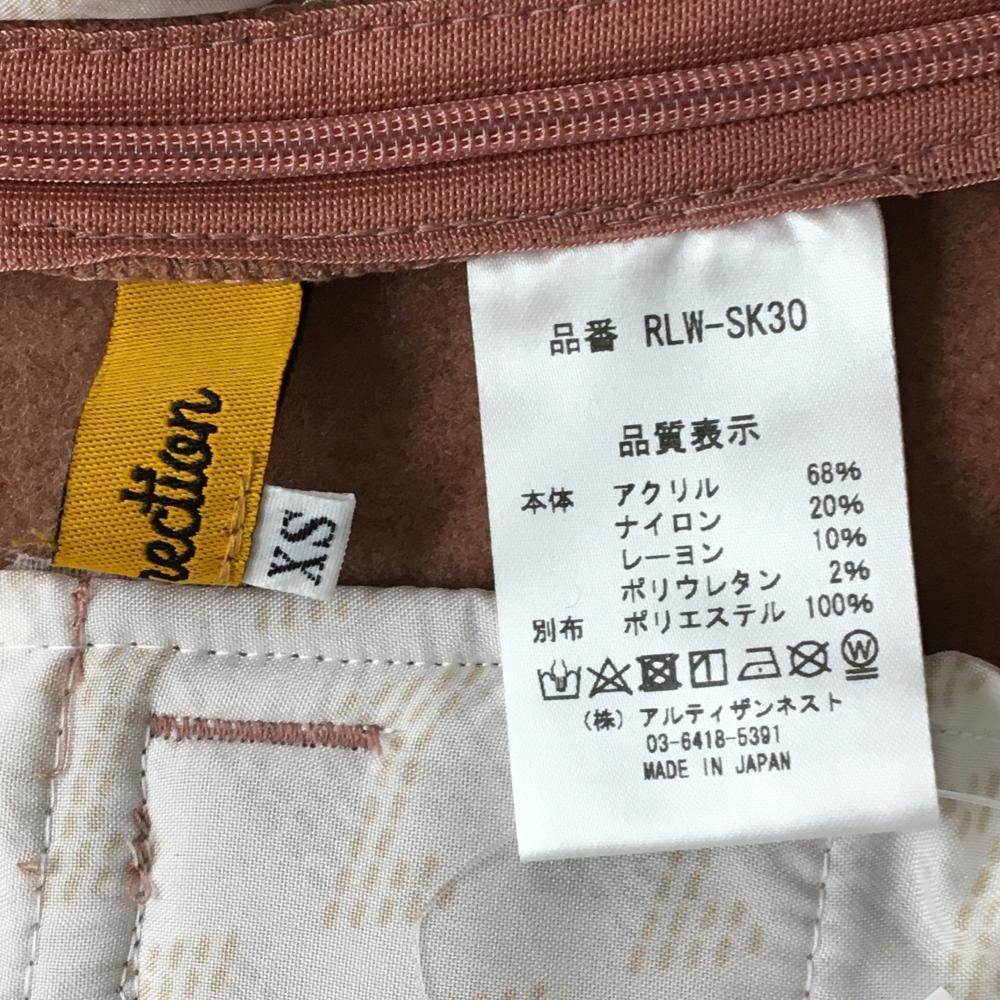 品番 RLW-SK30
品質表示
本体 アクリル 68%
ナイロン 20%
レーヨン 10%
ポリウレタン 2%
別布 ポリエステル 100%
W
(株) アルティザンネスト
03-6418-5391
MADE IN JAPAN
nection
XS